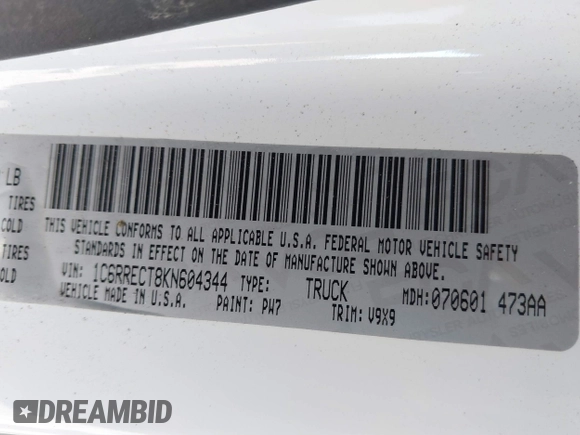 LB
TIRES
COLD
TIRES
COLD
THIS VEHICLE CONFORMS TO ALL APPLICABLE U.S.A. FEDERAL MOTOR VEHICLE SAFETY
STANDARDS IN EFFECT ON THE DATE OF MANUFACTURE SHOWN ABOVE.
VIN: 1C6RRECT8KN604344 TYPE: TRUCK MDH: 070601 473AA
VEHICLE MADE IN U.S.A. PAINT: PW7 TRIM: V9X9
DREAMBID